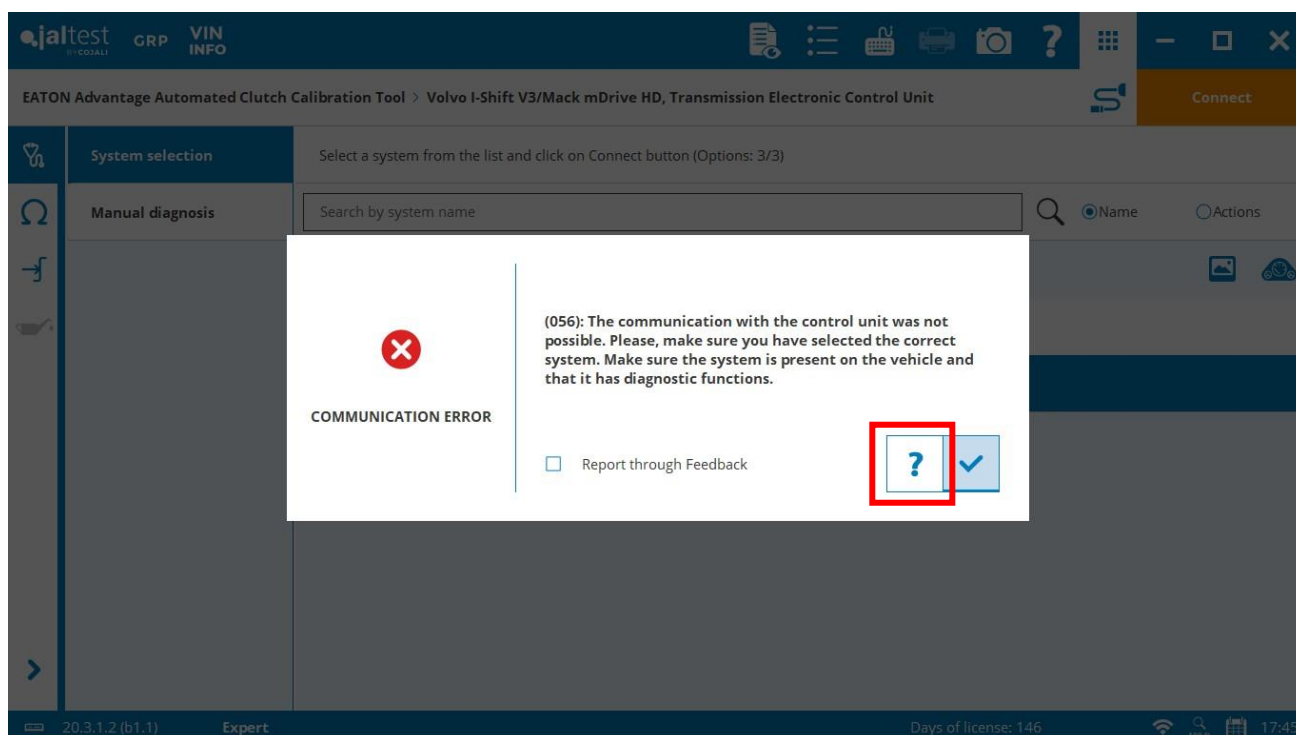 jaltest
BY COJALI
GRP
VIN
INFO
?
EATON Advantage Automated Clutch Calibration Tool > Volvo I-Shift V3/Mack mDrive HD, Transmission Electronic Control Unit
Connect
System selection
Select a system from the list and click on Connect button (Options: 3/3)
Manual diagnosis
Search by system name
Name
Actions
(056): The communication with the control unit was not
possible. Please, make sure you have selected the correct
system. Make sure the system is present on the vehicle and
that it has diagnostic functions.
COMMUNICATION ERROR
Report through Feedback
?
20.3.1.2 (b1.1)
Expert
Days of license: 146
17:45